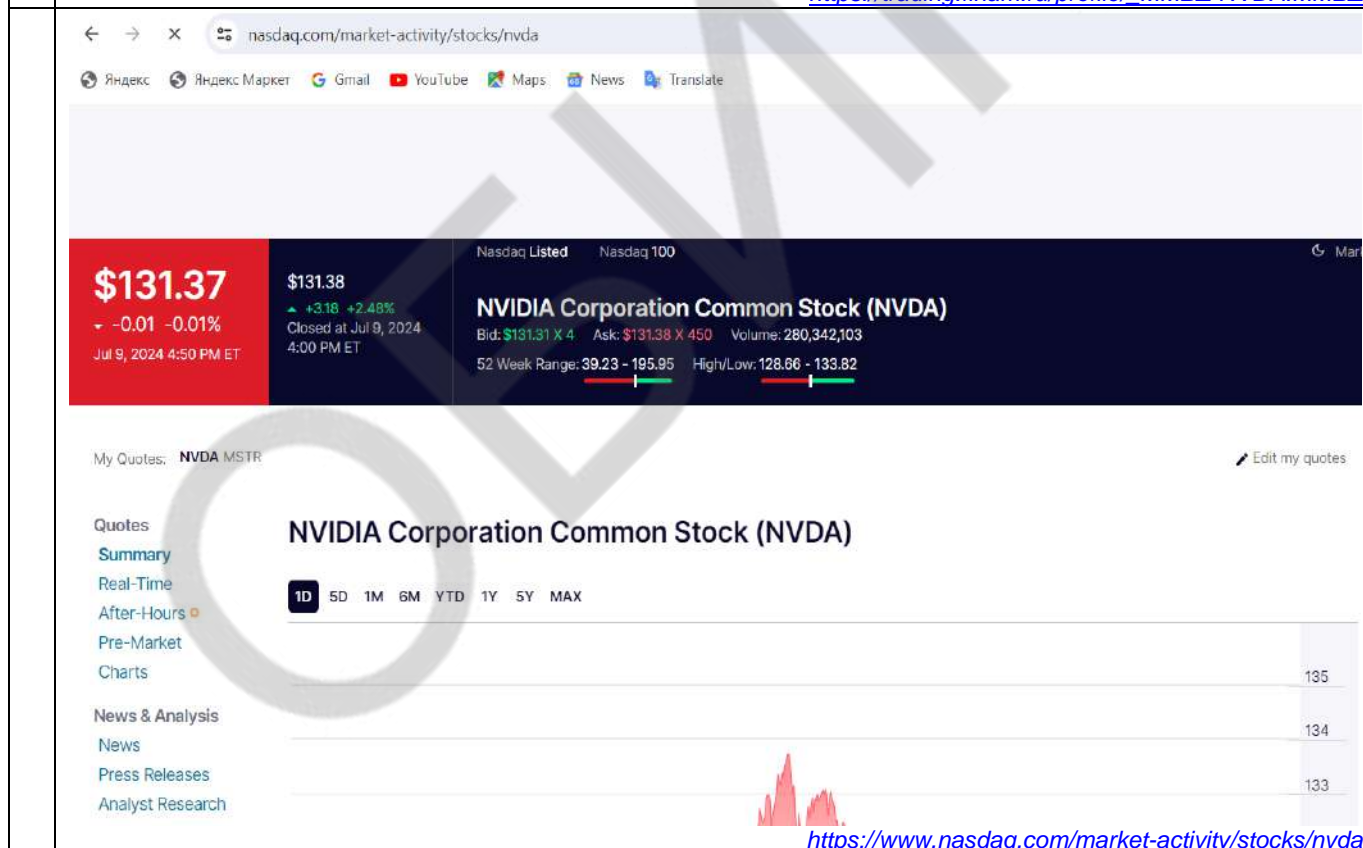 nasdaq.com/market-activity/stocks/nvda
Яндекс Яндекс Маркет Gmail YouTube Maps News Translate
Nasdaq Listed Nasdaq 100
$131.37
-0.01 -0.01%
Jul 9, 2024 4:50 PM ET
$131.38
+3.18 +2.48%
Closed at Jul 9, 2024
4:00 PM ET
NVIDIA Corporation Common Stock (NVDA)
Bid: $131.31 X 4 Ask: $131.38 X 450 Volume: 280,342,103
52 Week Range: 39.23 - 195.95 High/Low: 128.66 - 133.82
My Quotes: NVDA MSTR
Edit my quotes
Quotes
Summary
Real-Time
After-Hours
Pre-Market
Charts
News & Analysis
News
Press Releases
Analyst Research
NVIDIA Corporation Common Stock (NVDA)
1D 5D 1M 6M YTD 1Y 5Y MAX
135
134
133
https://www.nasdaq.com/market-activity/stocks/nvda